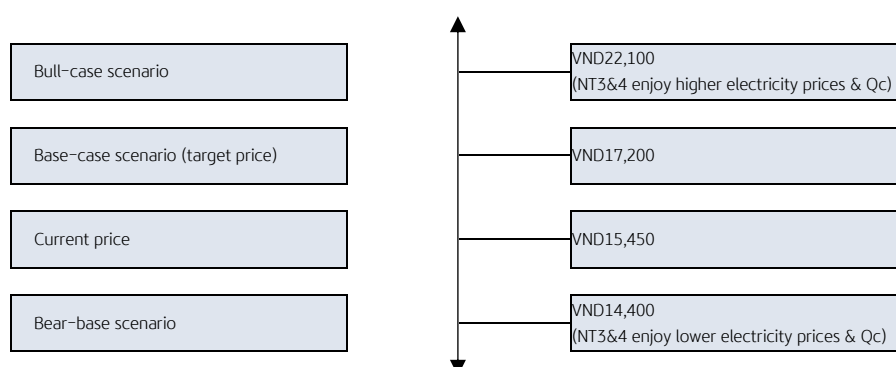 Bull-case scenario
VND22,100
(NT3&4 enjoy higher electricity prices & Qc)
Base-case scenario (target price)
VND17,200
Current price
VND15,450
Bear-base scenario
VND14,400
(NT3&4 enjoy lower electricity prices & Qc)